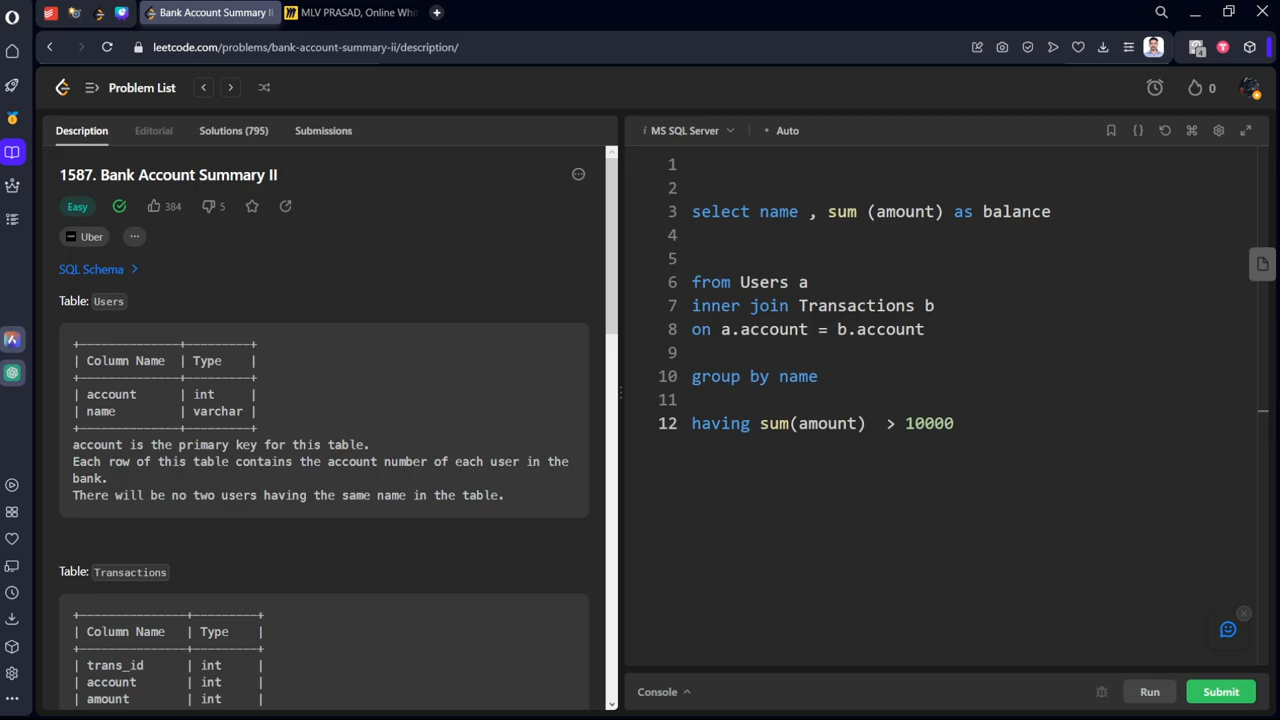 Bank Account Summary II
MLV PRASAD, Online Whit
leetcode.com/problems/bank-account-summary-ii/description/
4
Problem List
0
Description
Editorial
Solutions (795)
Submissions
MS SQL Server
• Auto
1587. Bank Account Summary II
Easy
384
5
Uber
SQL Schema
Table: Users
+--------------+---------+
| Column Name | Type |
+--------------+---------+
| account | int |
| name | varchar |
+--------------+---------+
account is the primary key for this table.
Each row of this table contains the account number of each user in the
bank.
There will be no two users having the same name in the table.
Table: Transactions
+---------------+---------+
| Column Name | Type |
+---------------+---------+
| trans_id | int |
| account | int |
| amount | int |
1
2
3 select name , sum (amount) as balance
4
5
6 from Users a
7 inner join Transactions b
8 on a.account = b.account
9
10 group by name
11
12 having sum(amount) > 10000
Console
Run
Submit